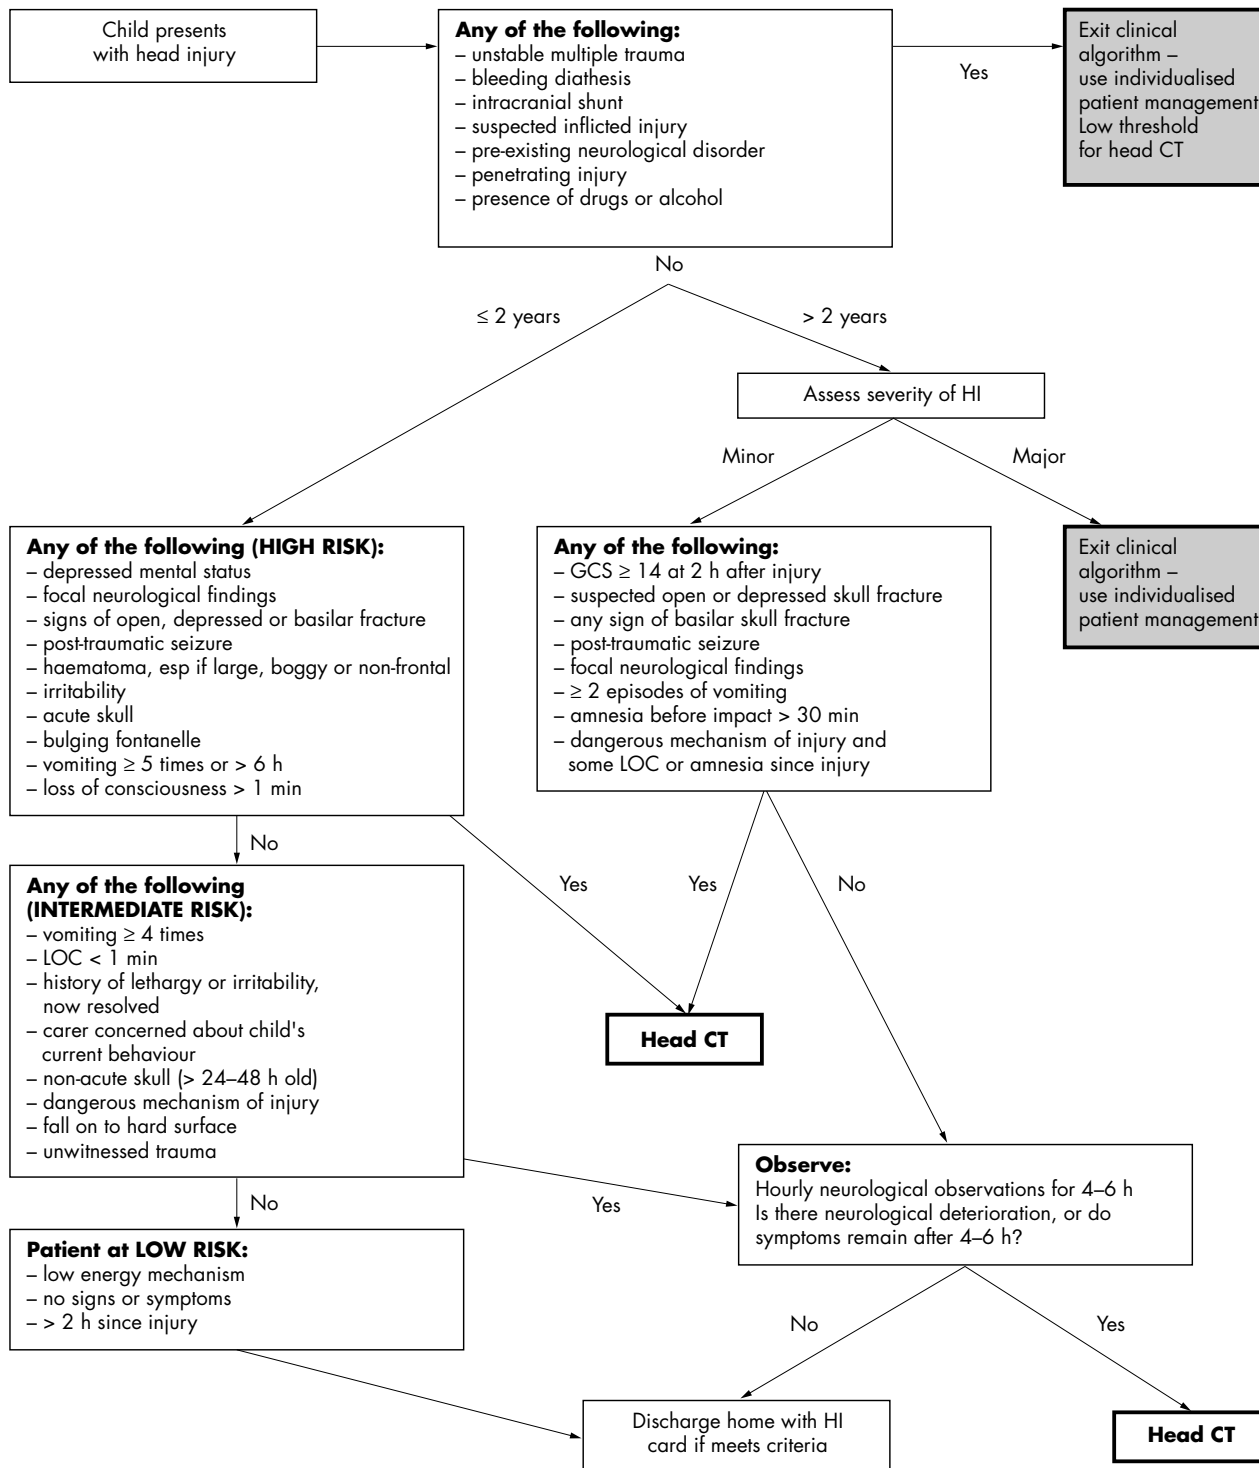 Child presents
with head injury
Any of the following:
– unstable multiple trauma
– bleeding diathesis
– intracranial shunt
– suspected inflicted injury
– pre-existing neurological disorder
– penetrating injury
– presence of drugs or alcohol
Yes
Exit clinical
algorithm –
use individualised
patient management
Low threshold
for head CT
No
≤ 2 years
> 2 years
Assess severity of HI
Minor
Major
Any of the following (HIGH RISK):
– depressed mental status
– focal neurological findings
– signs of open, depressed or basilar fracture
– post-traumatic seizure
– haematoma, esp if large, boggy or non-frontal
– irritability
– acute skull
– bulging fontanelle
– vomiting ≥ 5 times or > 6 h
– loss of consciousness > 1 min
Any of the following:
– GCS ≥ 14 at 2 h after injury
– suspected open or depressed skull fracture
– any sign of basilar skull fracture
– post-traumatic seizure
– focal neurological findings
– ≥ 2 episodes of vomiting
– amnesia before impact > 30 min
– dangerous mechanism of injury and
some LOC or amnesia since injury
Exit clinical
algorithm –
use individualised
patient management
No
Yes
Yes
No
Any of the following
(INTERMEDIATE RISK):
– vomiting ≥ 4 times
– LOC < 1 min
– history of lethargy or irritability,
now resolved
– carer concerned about child's
current behaviour
– non-acute skull (> 24–48 h old)
– dangerous mechanism of injury
– fall on to hard surface
– unwitnessed trauma
Head CT
No
Yes
Observe:
Hourly neurological observations for 4–6 h
Is there neurological deterioration, or do
symptoms remain after 4–6 h?
Patient at LOW RISK:
– low energy mechanism
– no signs or symptoms
– > 2 h since injury
No
Yes
Discharge home with HI
card if meets criteria
Head CT